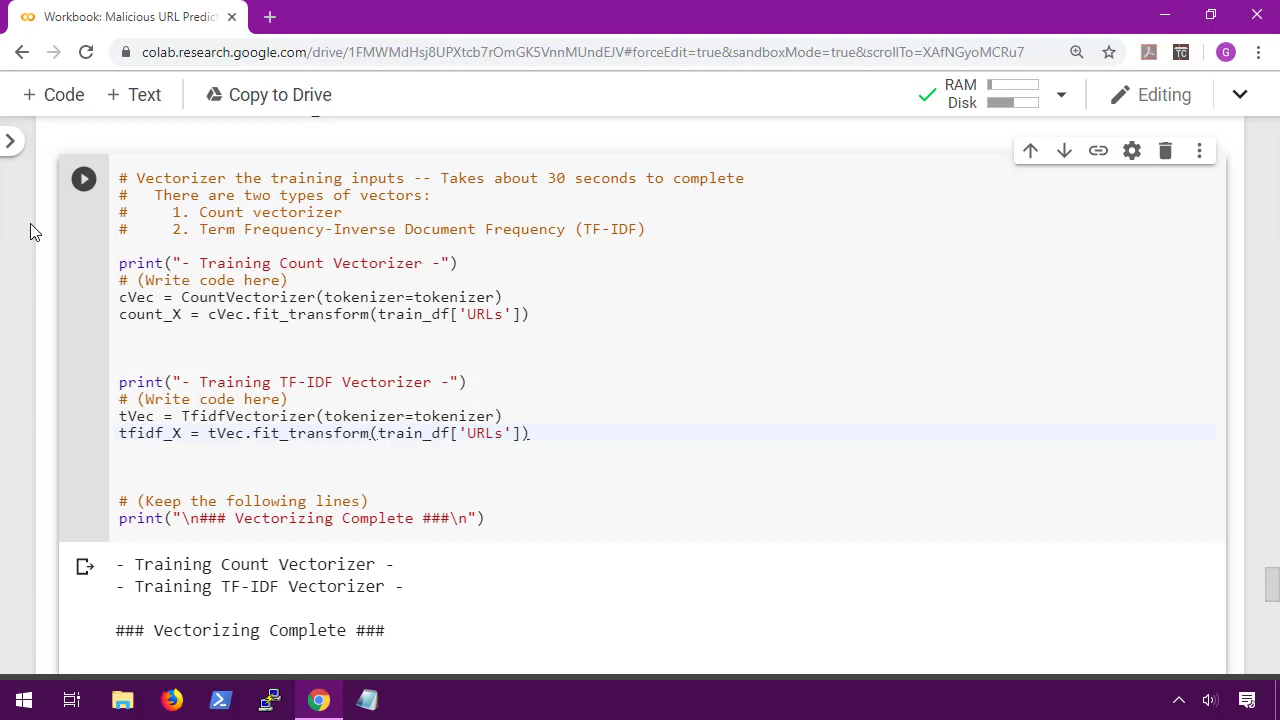 Workbook: Malicious URL Predict
colab.research.google.com/drive/1FMWMdHsj8UPXtcb7rOmGK5VnnMUndEJV#forceEdit=true&sandboxMode=true&scrollTo=XAfNGyoMCRu7
TC
G
+ Code + Text Copy to Drive
RAM
Disk
Editing
# Vectorizer the training inputs -- Takes about 30 seconds to complete
# There are two types of vectors:
# 1. Count vectorizer
# 2. Term Frequency-Inverse Document Frequency (TF-IDF)
print("- Training Count Vectorizer -")
# (Write code here)
cVec = CountVectorizer(tokenizer=tokenizer)
count_X = cVec.fit_transform(train_df['URLs'])
print("- Training TF-IDF Vectorizer -")
# (Write code here)
tVec = TfidfVectorizer(tokenizer=tokenizer)
tfidf_X = tVec.fit_transform(train_df['URLs'])
# (Keep the following lines)
print("\n### Vectorizing Complete ###\n")
- Training Count Vectorizer -
- Training TF-IDF Vectorizer -
### Vectorizing Complete ###